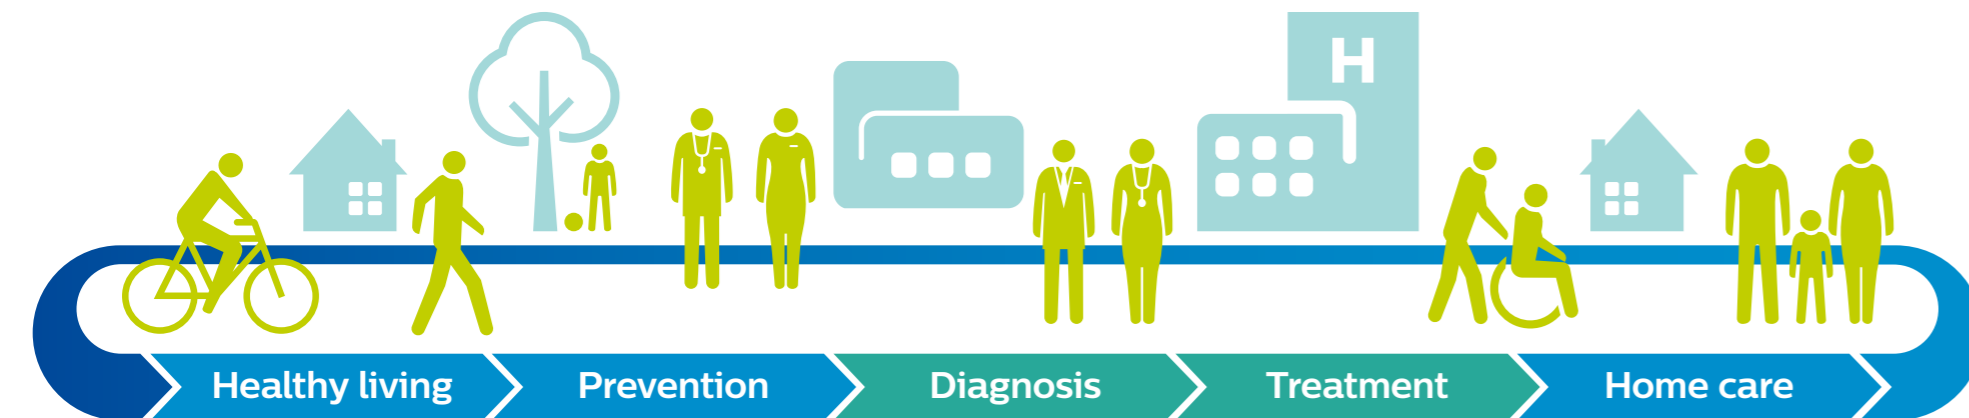 H
Healthy living
Prevention
Diagnosis
Treatment
Home care